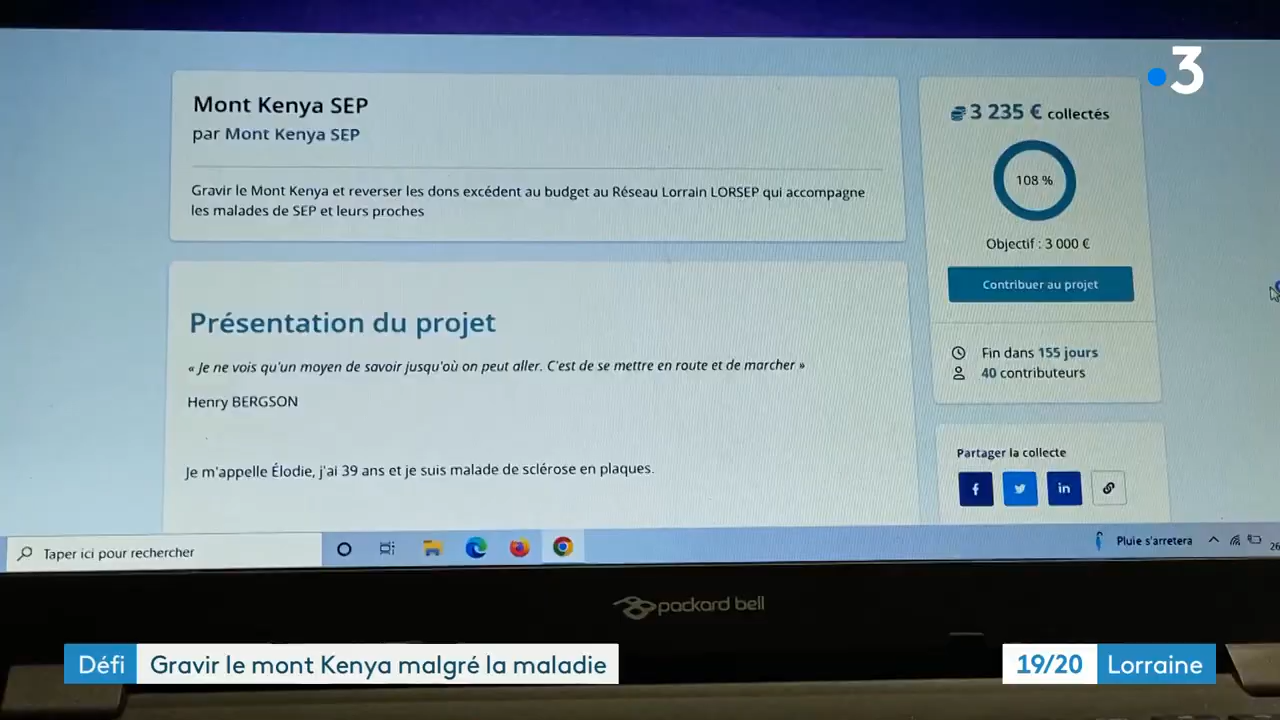 3
Mont Kenya SEP
par Mont Kenya SEP
Gravir le Mont Kenya et reverser les dons excédent au budget au Réseau Lorrain LORSEP qui accompagne
les malades de SEP et leurs proches
3 235 € collectés
108 %
Objectif : 3 000 €
Contribuer au projet
Fin dans 155 jours
40 contributeurs
Présentation du projet
« Je ne vois qu'un moyen de savoir jusqu'où on peut aller. C'est de se mettre en route et de marcher »
Henry BERGSON
Je m'appelle Élodie, j'ai 39 ans et je suis malade de sclérose en plaques.
Partager la collecte
f
in
Taper ici pour rechercher
Pluie s'arretera
26
packard bell
Défi
Gravir le mont Kenya malgré la maladie
19/20
Lorraine